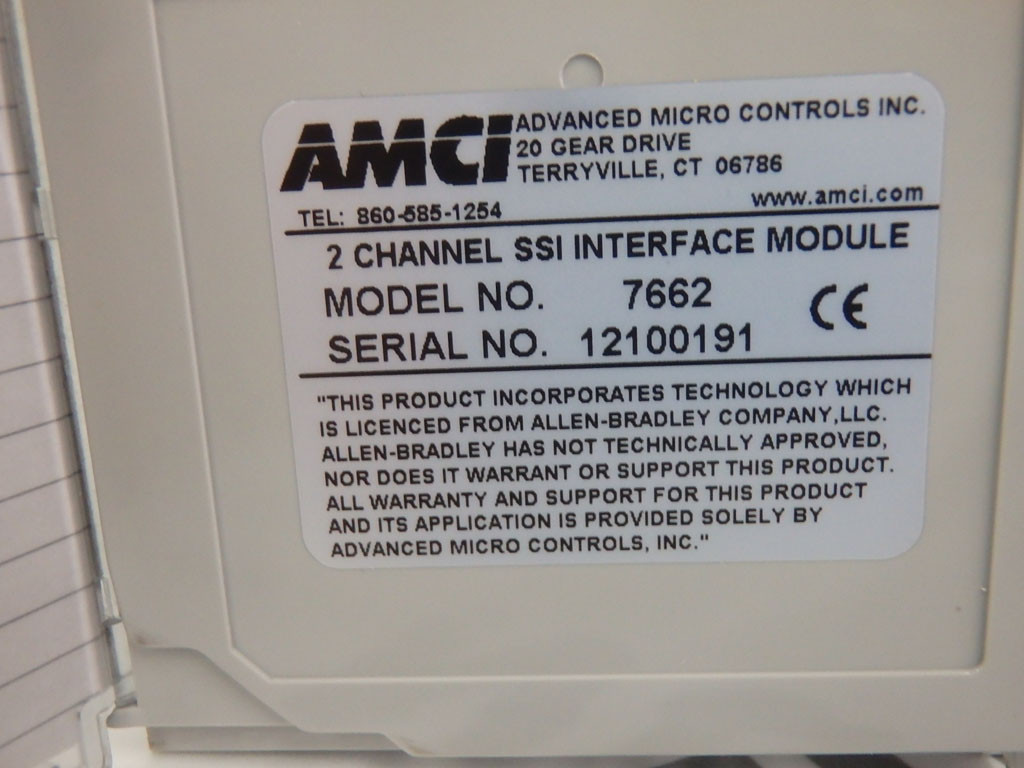 AMCI
ADVANCED MICRO CONTROLS INC.
20 GEAR DRIVE
TERRYVILLE, CT 06786
www.amci.com
TEL: 860-585-1254
2 CHANNEL SSI INTERFACE MODULE
MODEL NO. 7662
CE
SERIAL NO. 12100191
"THIS PRODUCT INCORPORATES TECHNOLOGY WHICH
IS LICENCED FROM ALLEN-BRADLEY COMPANY,LLC.
ALLEN-BRADLEY HAS NOT TECHNICALLY APPROVED,
NOR DOES IT WARRANT OR SUPPORT THIS PRODUCT.
ALL WARRANTY AND SUPPORT FOR THIS PRODUCT
AND ITS APPLICATION IS PROVIDED SOLELY BY
ADVANCED MICRO CONTROLS, INC."